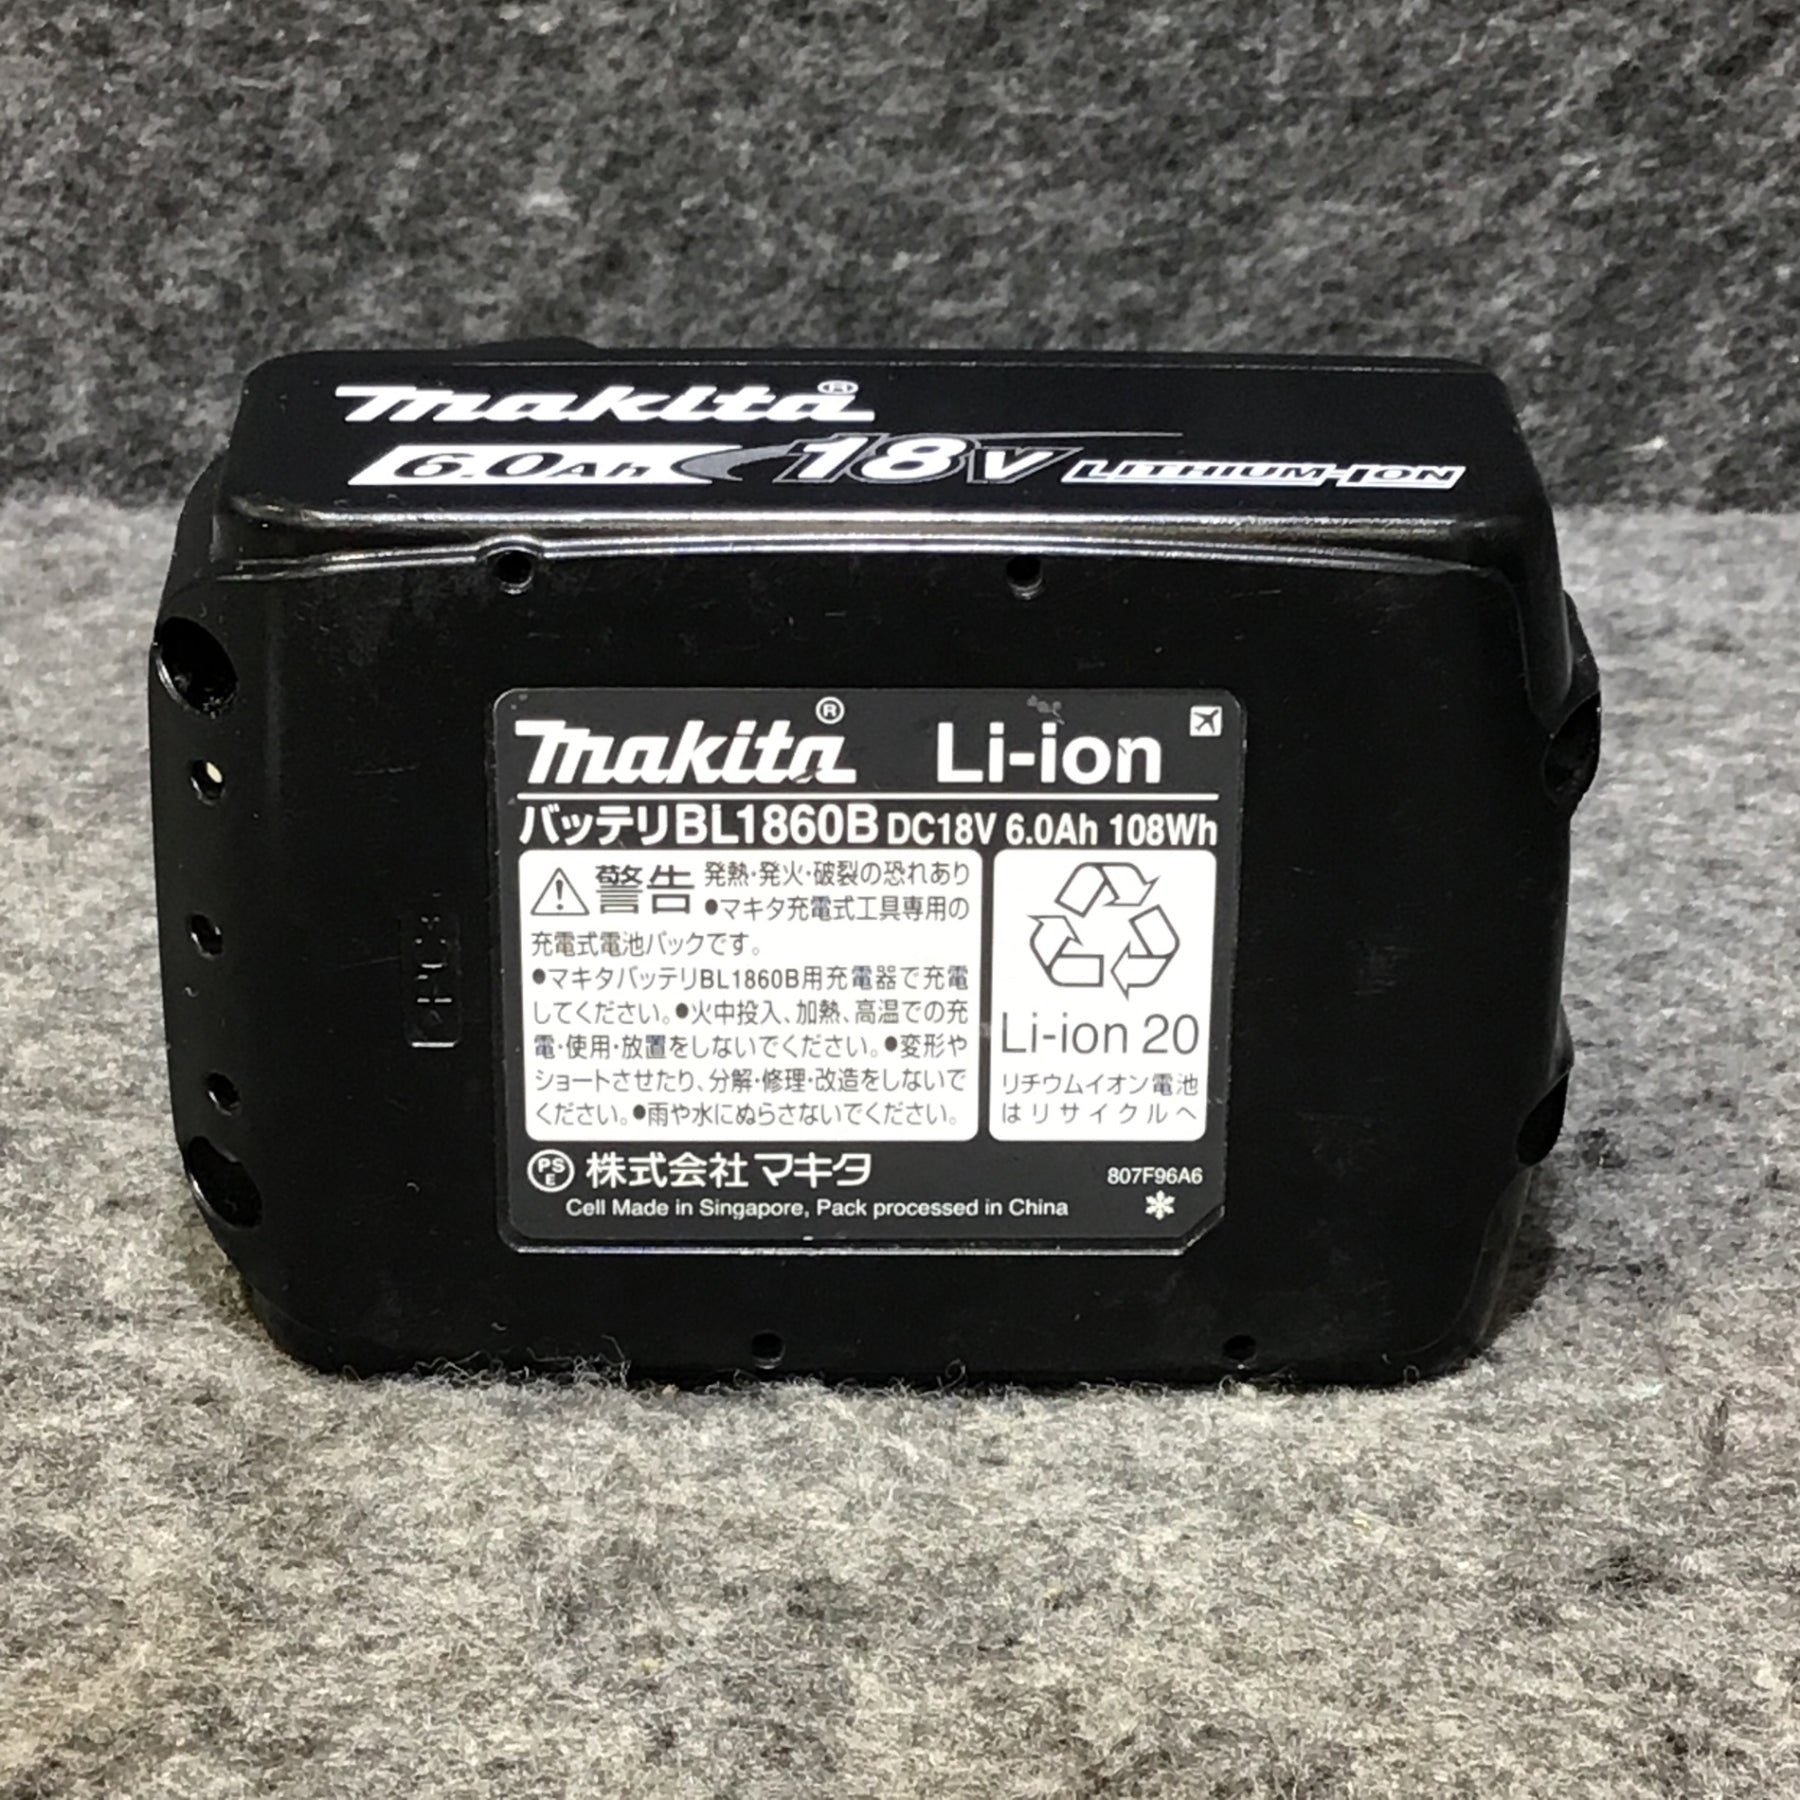 makita®
6.0Ah 18V LITHIUM-ION
makita® Li-ion
バッテリBL1860B DC18V 6.0Ah 108Wh
警告 発熱・発火・破裂の恐れあり
●マキタ充電式工具専用の
充電式電池パックです。
●マキタバッテリBL1860B用充電器で充電
してください。●火中投入、加熱、高温での充
電・使用・放置をしないでください。●変形や
ショートさせたり、分解・修理・改造をしないで
ください。●雨や水にぬらさないでください。
Li-ion 20
リチウムイオン電池
はリサイクルへ
PSE 株式会社マキタ
807F96A6
Cell Made in Singapore, Pack processed in China